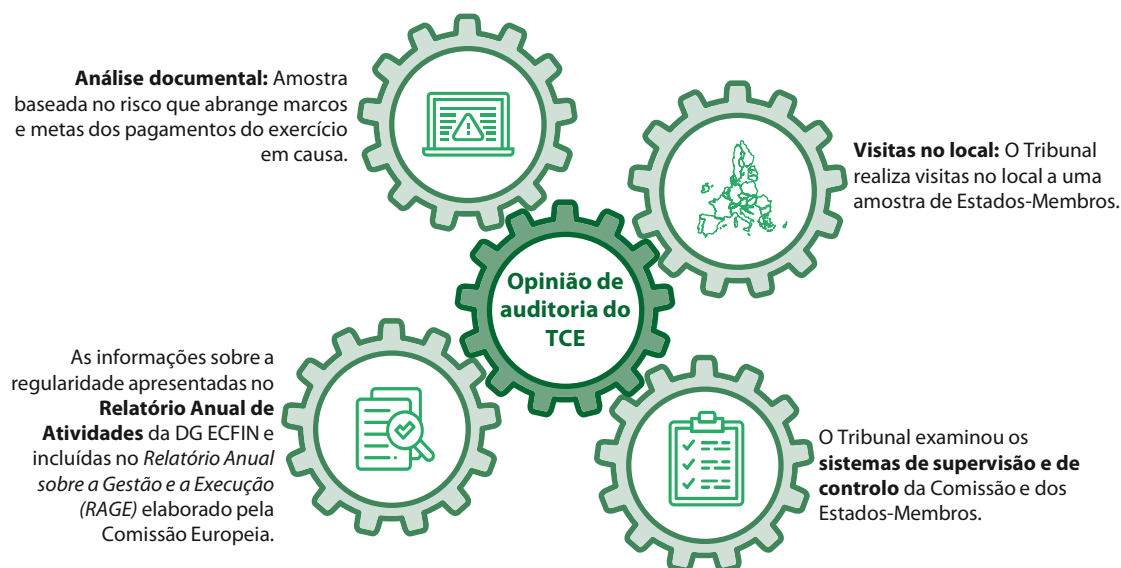 Análise documental: Amostra
baseada no risco que abrange marcos
e metas dos pagamentos do exercício
em causa.
Visitas no local: O Tribunal
realiza visitas no local a uma
amostra de Estados-Membros.
Opinião de
auditoria do
TCE
As informações sobre a
regularidade apresentadas no
Relatório Anual de
Atividades da DG ECFIN e
incluídas no Relatório Anual
sobre a Gestão e a Execução
(RAGE) elaborado pela
Comissão Europeia.
O Tribunal examinou os
sistemas de supervisão e de
controlo da Comissão e dos
Estados-Membros.